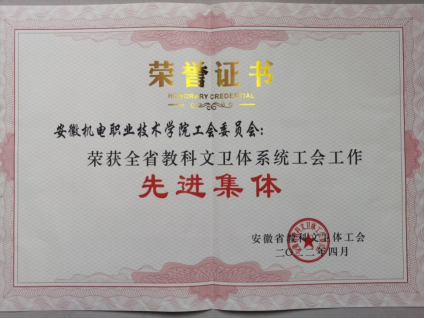 荣誉证书
HONORARY CREDENTIAL
安徽机电职业技术学院工会委员会:
荣获全省教科文卫体系统工会工作
先进集体
安徽省教科文卫体工会
二〇二二年四月